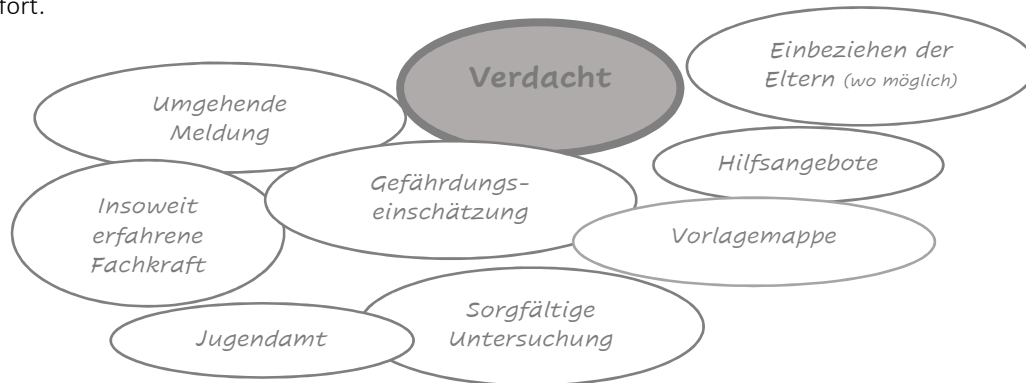 fort.
Verdacht
Einbeziehen der
Eltern (wo möglich)
Umgehende
Meldung
Hilfsangebote
Gefährdungs-
einschätzung
Insoweit
erfahrene
Fachkraft
Vorlagemappe
Sorgfältige
Untersuchung
Jugendamt